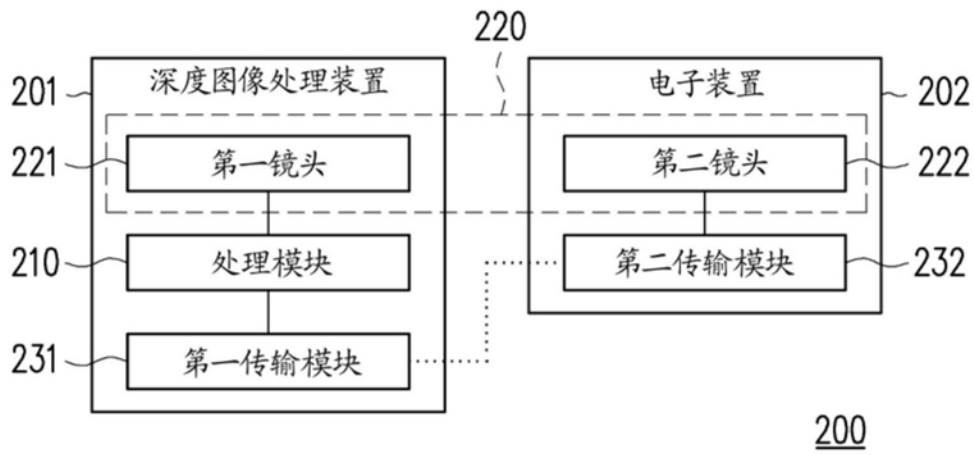 220
201
深度图像处理装置
电子装置
202
221
第一镜头
第二镜头
222
210
处理模块
第二传输模块
232
231
第一传输模块
200